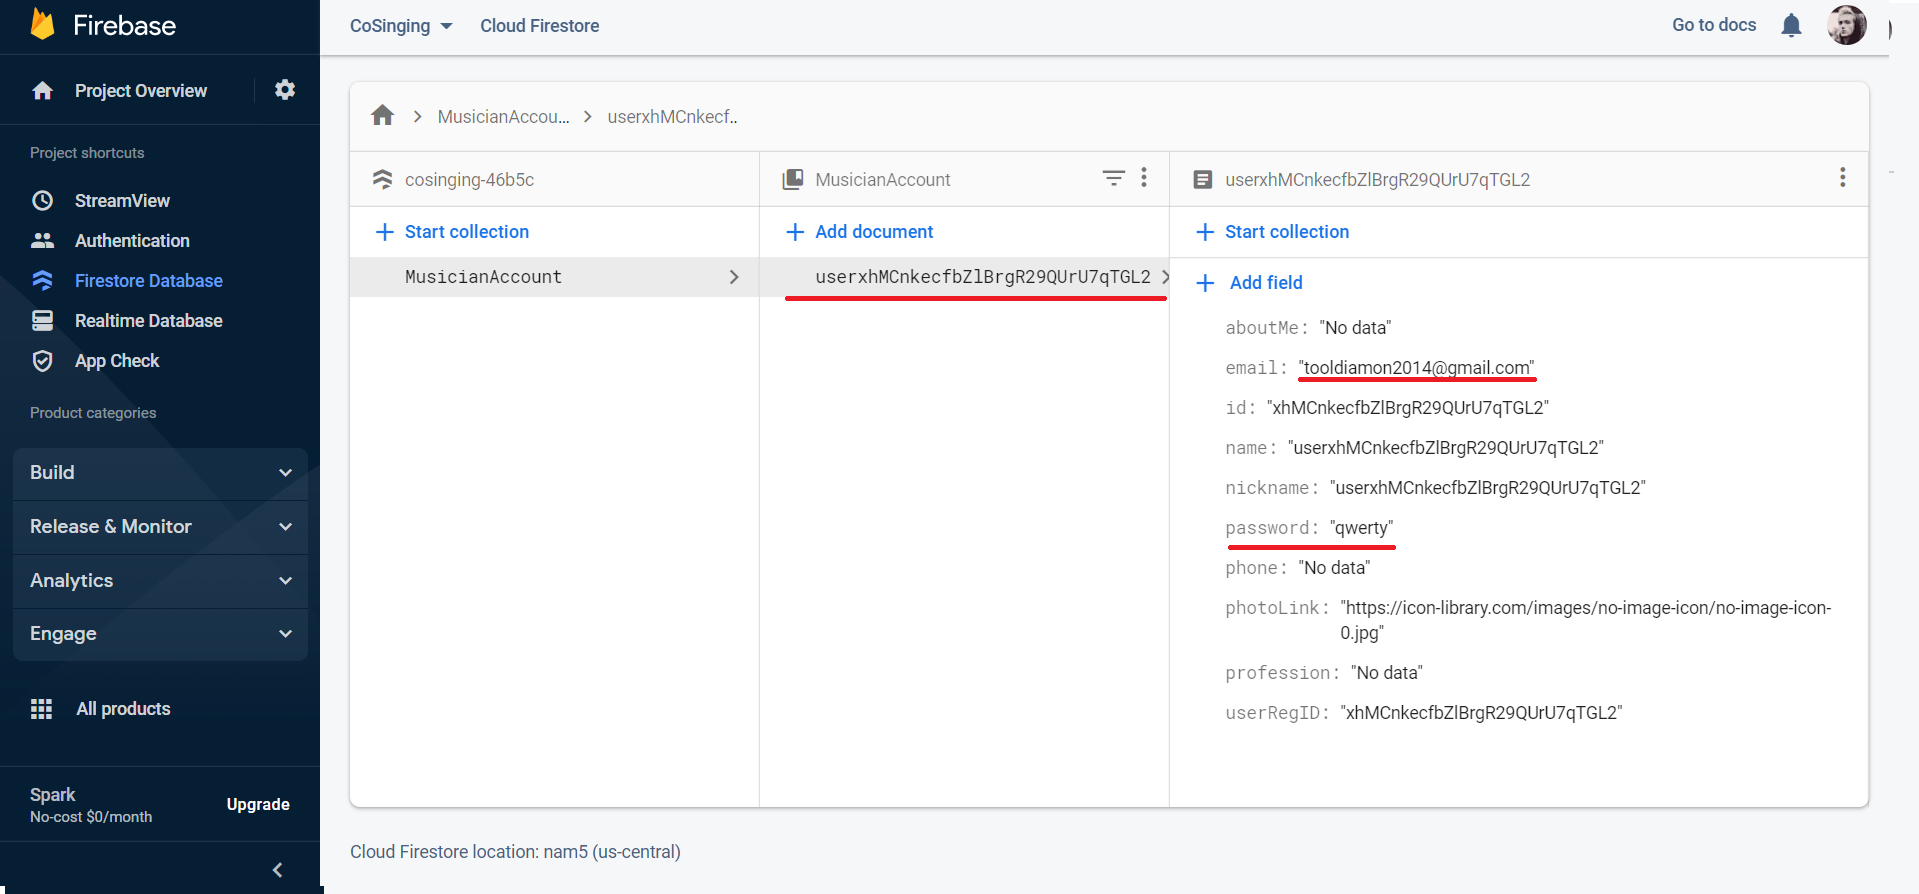 Firebase
Project Overview
Project shortcuts
StreamView
Authentication
Firestore Database
Realtime Database
App Check
Product categories
Build
Release & Monitor
Analytics
Engage
All products
Spark
No-cost $0/month
Upgrade
CoSinging
Cloud Firestore
Go to docs
MusicianAccou...
userxhMCnkecf..
cosinging-46b5c
Start collection
MusicianAccount
MusicianAccount
Add document
userxhMCnkecfbZlBrgR29QUrU7qTGL2
userxhMCnkecfbZlBrgR29QUrU7qTGL2
Start collection
Add field
aboutMe: "No data"
email: "tooldiamon2014@gmail.com"
id: "xhMCnkecfbZlBrgR29QUrU7qTGL2"
name: "userxhMCnkecfbZlBrgR29QUrU7qTGL2"
nickname: "userxhMCnkecfbZlBrgR29QUrU7qTGL2"
password: "qwerty"
phone: "No data"
photoLink: "https://icon-library.com/images/no-image-icon/no-image-icon-
0.jpg"
profession: "No data"
userRegID: "xhMCnkecfbZlBrgR29QUrU7qTGL2"
Cloud Firestore location: nam5 (us-central)